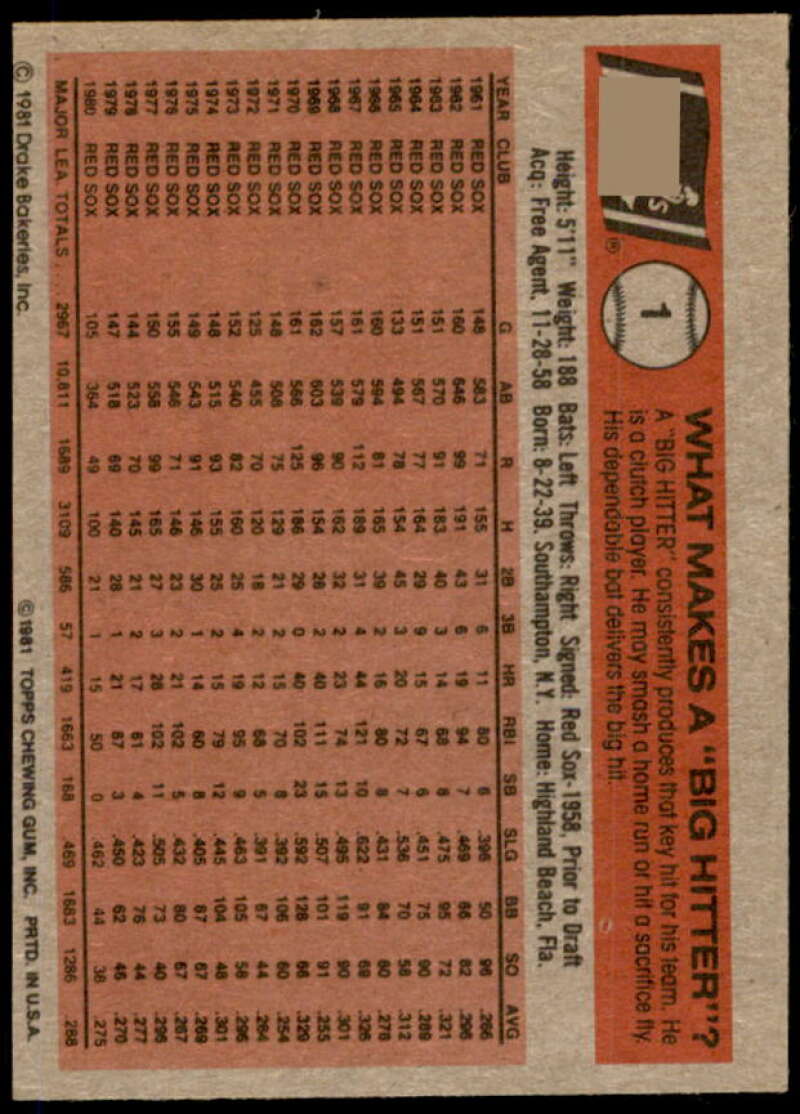 WHAT MAKES A "BIG HITTER"?
A "BIG HITTER" consistently produces that key hit for his team. He
is a clutch player. He may smash a home run or hit a sacrifice fly.
His dependable bat delivers the big hit.
1
®
Height: 5'11" Weight: 188 Bats: Left Throws: Right Signed: Red Sox-1958, Prior to Draft
Acq: Free Agent, 11-28-58 Born: 8-22-39, Southampton, N.Y. Home: Highland Beach, Fla.
YEAR CLUB G AB R H 2B 3B HR RBI SB SLG BB SO AVG
1961 RED SOX 148 583 71 155 31 6 11 80 6 .396 50 96 .266
1962 RED SOX 160 646 99 191 43 6 19 94 7 .469 66 82 .296
1963 RED SOX 151 570 91 183 40 3 14 68 8 .475 95 72 .321
1964 RED SOX 151 567 77 164 29 9 15 67 6 .451 75 90 .289
1965 RED SOX 133 494 78 154 45 3 20 72 7 .536 70 58 .312
1966 RED SOX 160 594 81 165 39 2 16 80 8 .431 84 60 .278
1967 RED SOX 161 579 112 189 31 4 44 121 10 .622 91 69 .326
1968 RED SOX 157 539 90 162 32 2 23 74 13 .495 119 90 .301
1969 RED SOX 162 603 96 154 28 2 40 111 15 .507 101 91 .255
1970 RED SOX 161 566 125 186 29 0 40 102 23 .592 128 66 .329
1971 RED SOX 148 508 75 129 21 2 15 70 8 .392 106 60 .254
1972 RED SOX 125 455 70 120 18 2 12 68 5 .391 67 44 .264
1973 RED SOX 152 540 82 160 25 4 19 95 9 .463 105 58 .296
1974 RED SOX 148 515 93 155 25 2 15 79 12 .445 104 48 .301
1975 RED SOX 149 543 91 146 30 1 14 60 8 .405 87 67 .269
1976 RED SOX 155 546 71 146 23 2 21 102 5 .432 80 67 .267
1977 RED SOX 150 558 99 165 27 3 28 102 11 .505 73 40 .296
1978 RED SOX 144 523 70 145 21 2 17 81 4 .423 76 44 .277
1979 RED SOX 147 518 69 140 28 1 21 87 3 .450 62 46 .270
1980 RED SOX 105 364 49 100 21 1 15 50 0 .462 44 38 .275
MAJOR LEA. TOTALS . . . 2967 10,811 1689 3109 586 57 419 1663 168 .469 1683 1286 .288
© 1981 Drake Bakeries, Inc. © 1981 TOPPS CHEWING GUM, INC. PRTD. IN U.S.A.